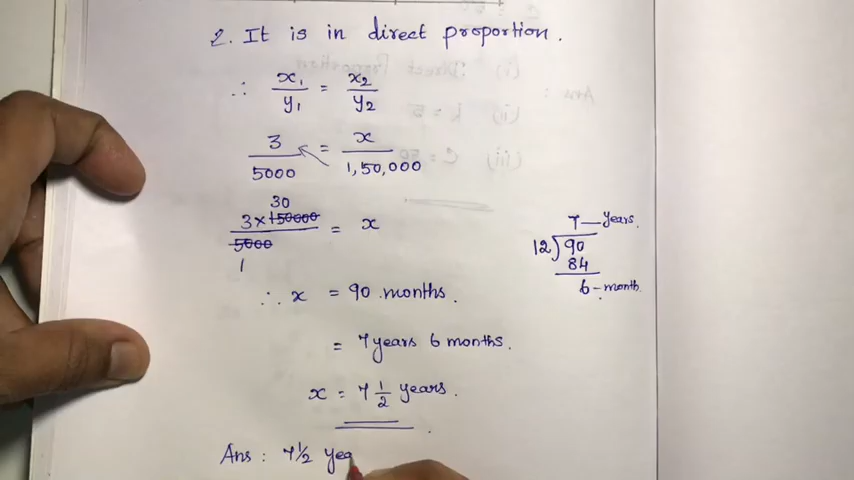 2. It is in direct proportion.
∴ x₁/y₁ = x₂/y₂
3/5000 = x/1,50,000
30
3 × 150000/5000 = x
1
∴ x = 90 months.
= 7 years 6 months.
x = 7 1/2 years.
Ans : 7 1/2 yea
7 — years.
12) 90
84
6 - month.